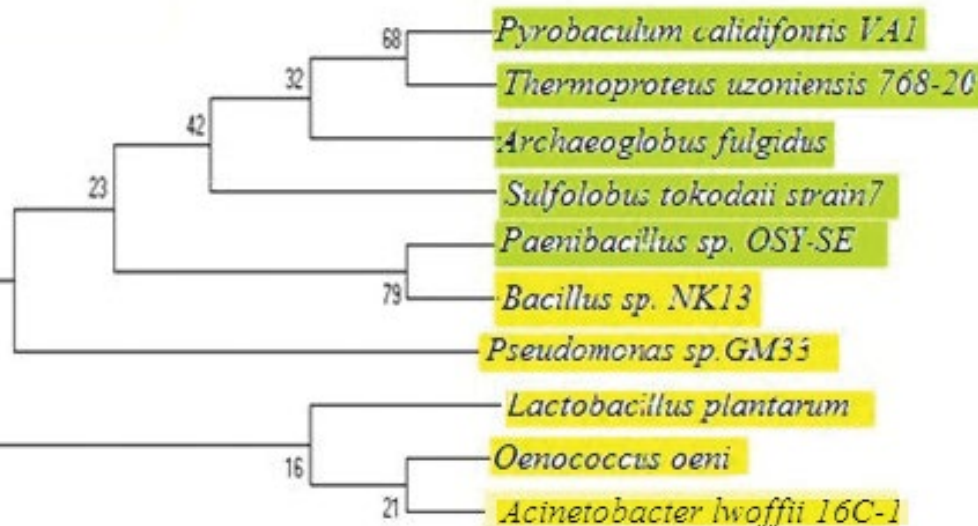 68
Pyrobaculum calidifontis VA1
32
Thermoproteus uzoniensis 768-20
42
Archaeoglobus fulgidus
23
Sulfolobus tokodaii strain7
Paenibacillus sp. OSY-SE
79
Bacillus sp. NK13
Pseudomonas sp.GM33
Lactobacillus plantarum
16
Oenococcus oeni
21
Acinetobacter lwoffii 16C-1